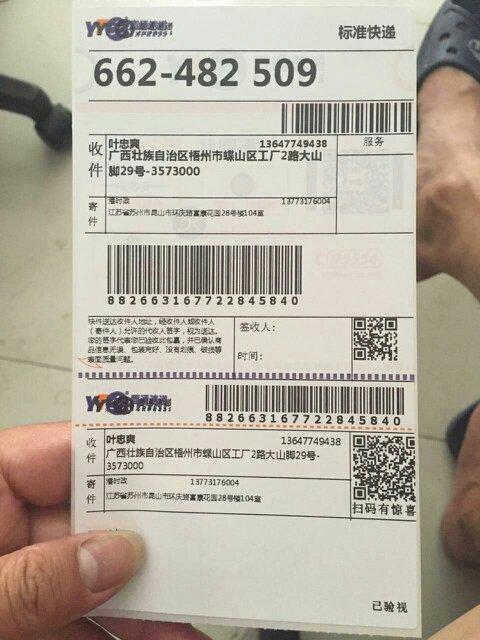 YTO 圆通速递
EXPRESS
标准快递
662-482 509
收件
叶忠爽 13647749438
广西壮族自治区梧州市蝶山区工厂2路大山
脚29号-3573000
服务
寄件
潘时政 13773176004
江苏省苏州市昆山市环庆路富康花园28号楼104室
882663167722845840
快件送达收件人地址，经收件人或收件人
（寄件人）允许的代收人签字，视为送达。
您的签字代表您已验收此包裹，并已确认商
品信息无误、包装完好、没有划痕、破损等
表面质量问题。
签收人：
时间：
YTO 圆通速递
EXPRESS
882663167722845840
收件
叶忠爽 13647749438
广西壮族自治区梧州市蝶山区工厂2路大山脚29号-
3573000
寄件
潘时政 13773176004
江苏省苏州市昆山市环庆路富康花园28号楼104室
扫码有惊喜
已验视